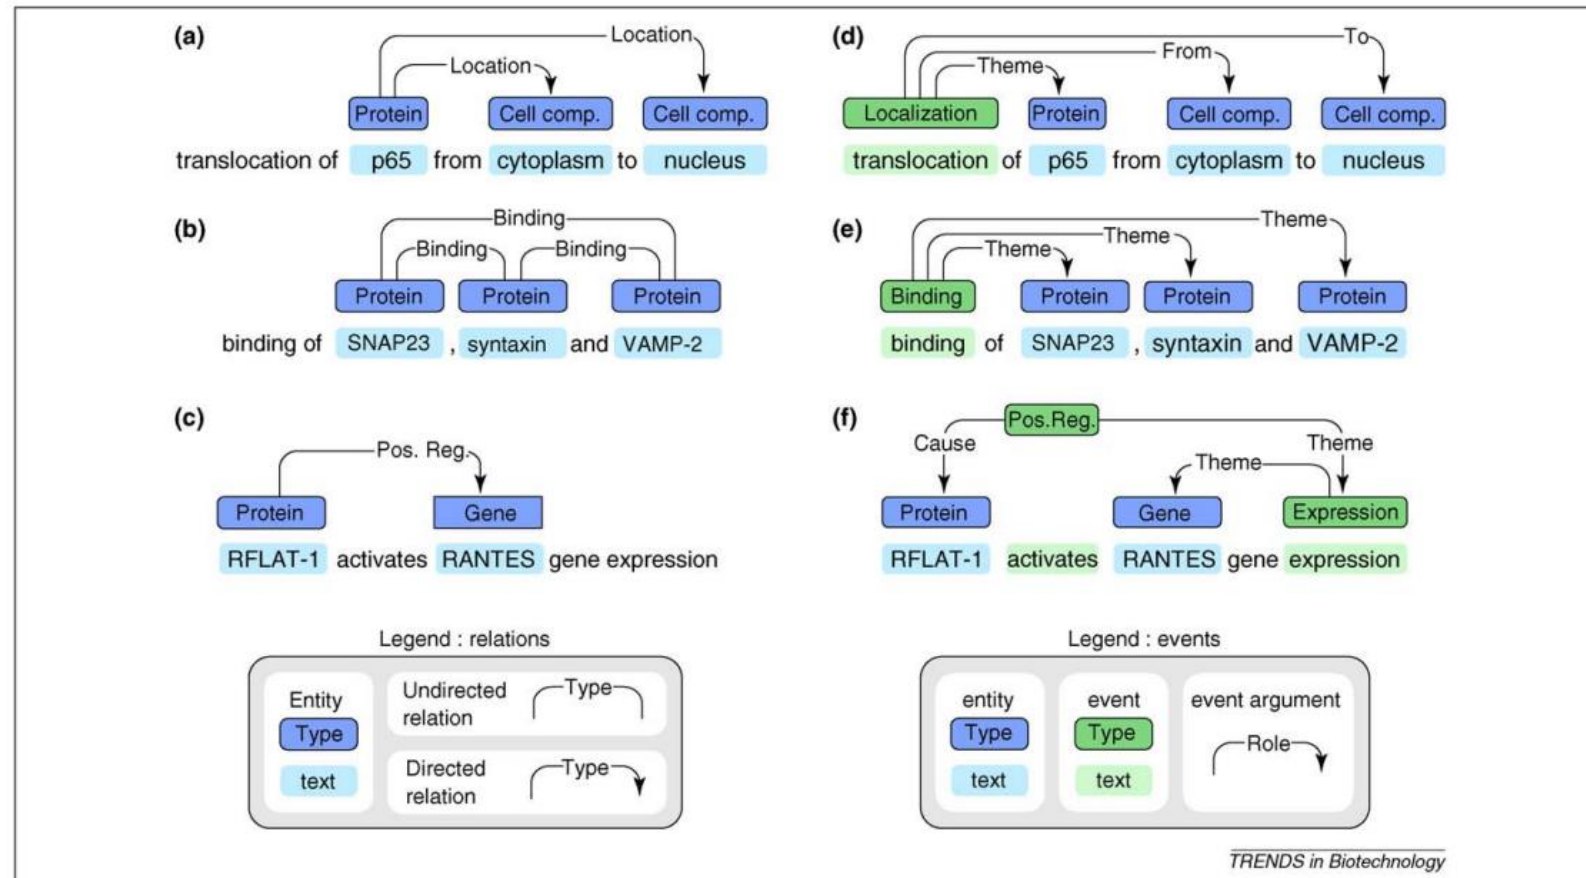 (a)
Location
Location
Protein Cell comp. Cell comp.
translocation of p65 from cytoplasm to nucleus
(b)
Binding
Binding Binding
Protein Protein Protein
binding of SNAP23 , syntaxin and VAMP-2
(c)
Pos. Reg.
Protein Gene
RFLAT-1 activates RANTES gene expression
Legend : relations
Entity
Type
text
Undirected
relation
Type
Directed
relation
Type
(d)
To
From
Theme
Localization Protein Cell comp. Cell comp.
translocation of p65 from cytoplasm to nucleus
(e)
Theme
Theme
Theme
Binding Protein Protein Protein
binding of SNAP23 , syntaxin and VAMP-2
(f)
Pos.Reg.
Cause Theme
Theme
Protein Gene Expression
RFLAT-1 activates RANTES gene expression
Legend : events
entity
Type
text
event
Type
text
event argument
Role
TRENDS in Biotechnology